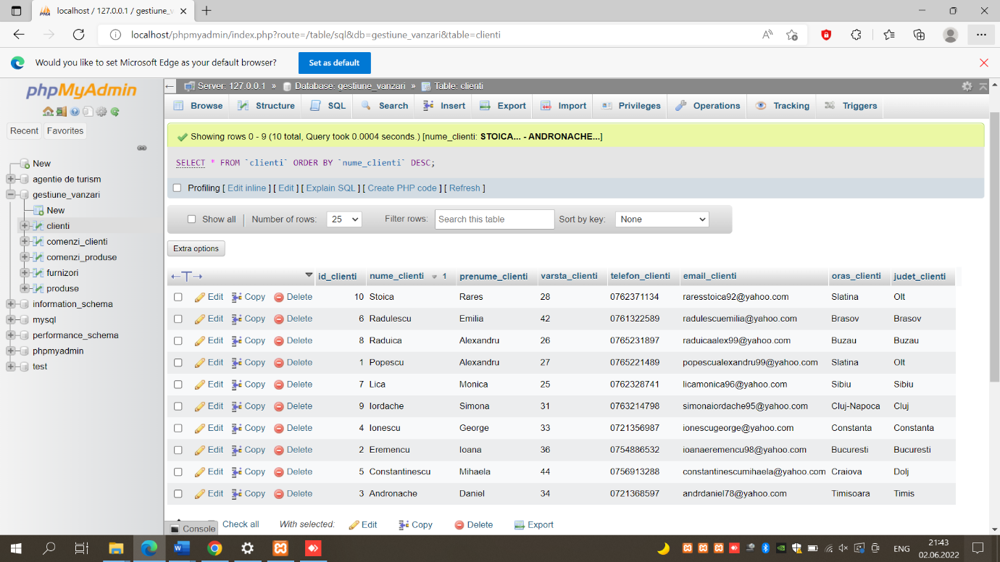 localhost / 127.0.0.1 / gestiune_v
localhost/phpmyadmin/index.php?route=/table/sql&db=gestiune_vanzari&table=clienti
Would you like to set Microsoft Edge as your default browser? Set as default
phpMyAdmin
Recent Favorites
New
agentie de turism
gestiune_vanzari
New
clienti
comenzi_clienti
comenzi_produse
furnizori
produse
information_schema
mysql
performance_schema
phpmyadmin
test
Server: 127.0.0.1 » Database: gestiune_vanzari » Table: clienti
Browse Structure SQL Search Insert Export Import Privileges Operations Tracking Triggers
Showing rows 0 - 9 (10 total, Query took 0.0004 seconds.) [nume_clienti: STOICA... - ANDRONACHE...]
SELECT * FROM `clienti` ORDER BY `nume_clienti` DESC;
Profiling [ Edit inline ] [ Edit ] [ Explain SQL ] [ Create PHP code ] [ Refresh ]
Show all Number of rows: 25 Filter rows: Search this table Sort by key: None
Extra options
id_clienti nume_clienti 1 prenume_clienti varsta_clienti telefon_clienti email_clienti oras_clienti judet_clienti
Edit Copy Delete 10 Stoica Rares 28 0762371134 raresstoica92@yahoo.com Slatina Olt
Edit Copy Delete 6 Radulescu Emilia 42 0761322589 radulescuemilia@yahoo.com Brasov Brasov
Edit Copy Delete 8 Raduica Alexandru 26 0765231897 raduicaalex99@yahoo.com Buzau Buzau
Edit Copy Delete 1 Popescu Alexandru 27 0765221489 popescualexandru99@yahoo.com Slatina Olt
Edit Copy Delete 7 Lica Monica 25 0762328741 licamonica96@yahoo.com Sibiu Sibiu
Edit Copy Delete 9 Iordache Simona 31 0763214798 simonaiordache95@yahoo.com Cluj-Napoca Cluj
Edit Copy Delete 4 Ionescu George 33 0721356987 ionescugeorge@yahoo.com Constanta Constanta
Edit Copy Delete 2 Eremencu Ioana 36 0754886532 ioanaeremencu98@yahoo.com Bucuresti Bucuresti
Edit Copy Delete 5 Constantinescu Mihaela 44 0756913288 constantinescumihaela@yahoo.com Craiova Dolj
Edit Copy Delete 3 Andronache Daniel 34 0721368597 andrdaniel78@yahoo.com Timisoara Timis
Check all With selected: Edit Copy Delete Export
Console
ENG 21:43
02.06.2022